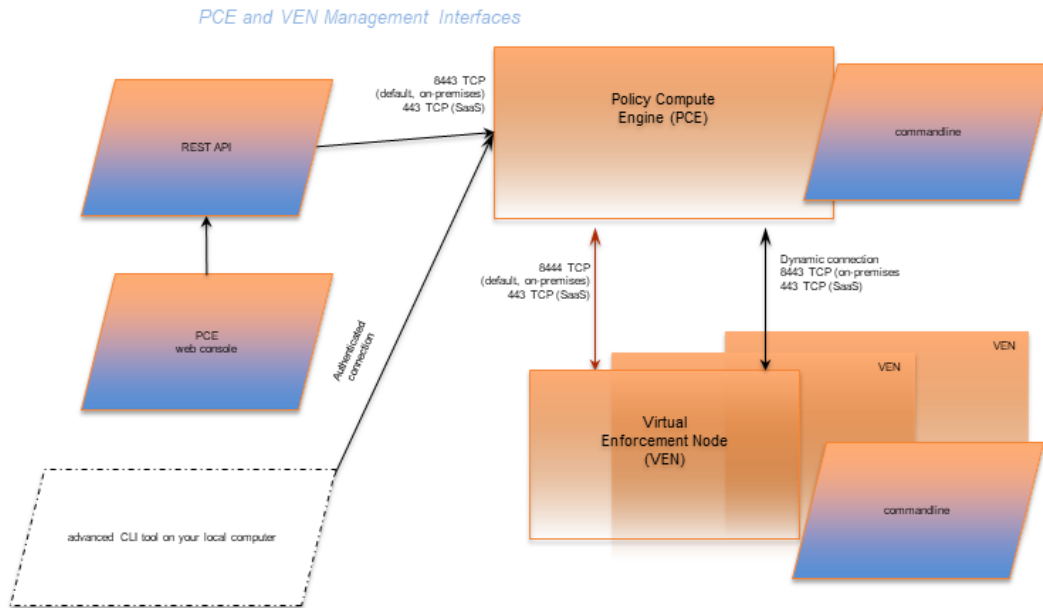 PCE and VEN Management Interfaces
8443 TCP
(default, on-premises)
443 TCP (SaaS)
REST API
Policy Compute
Engine (PCE)
commandline
8444 TCP
(default, on-premises)
443 TCP (SaaS)
Dynamic connection
8443 TCP (on-premises
443 TCP (SaaS)
PCE
web console
Authenticated
connection
VEN
VEN
Virtual
Enforcement Node
(VEN)
commandline
advanced CLI tool on your local computer